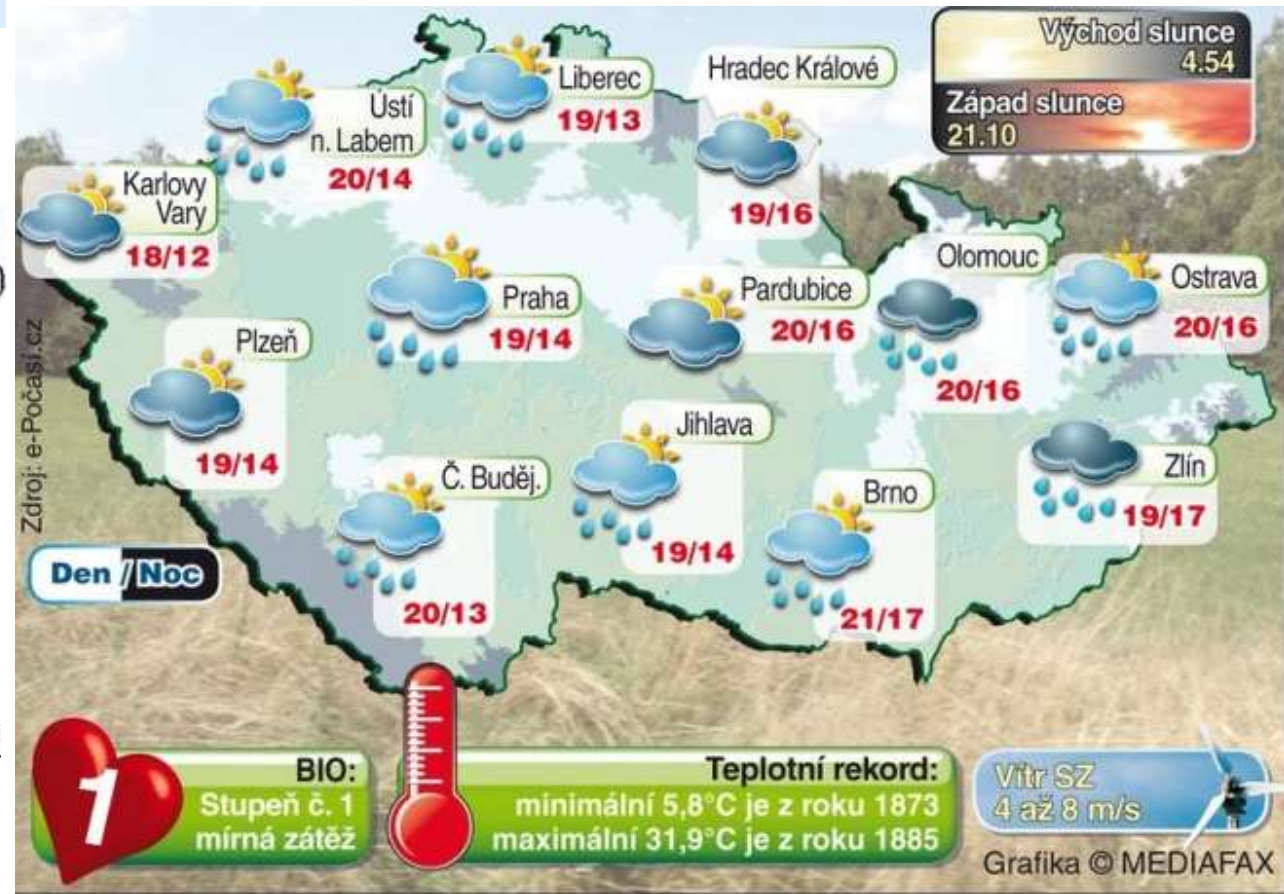 Východ slunce
4.54
Západ slunce
21.10
Liberec
19/13
Hradec Králové
19/16
Ústí
n. Labem
20/14
Karlovy
Vary
18/12
Praha
19/14
Pardubice
20/16
Olomouc
20/16
Ostrava
20/16
Plzeň
19/14
Jihlava
19/14
Č. Buděj.
20/13
Brno
21/17
Zlín
19/17
Zdroj: e-Počasí.cz
Den / Noc
1
BIO:
Stupeň č. 1
mírná zátěž
Teplotní rekord:
minimální 5,8°C je z roku 1873
maximální 31,9°C je z roku 1885
Vítr SZ
4 až 8 m/s
Grafika © MEDIAFAX